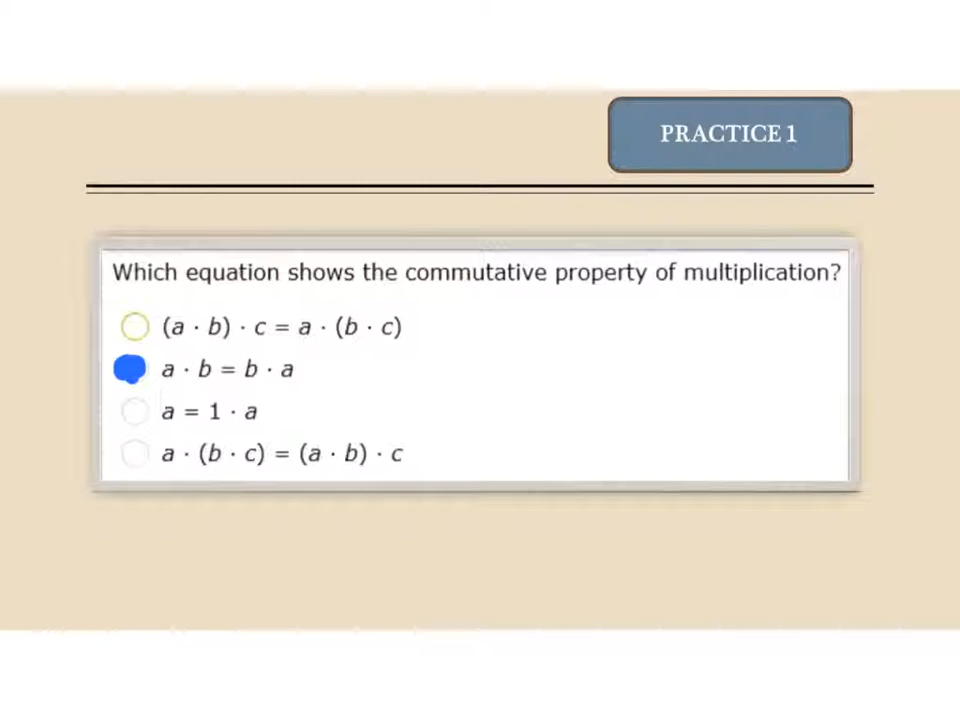 PRACTICE 1
Which equation shows the commutative property of multiplication?
(a · b) · c = a · (b · c)
a · b = b · a
a = 1 · a
a · (b · c) = (a · b) · c